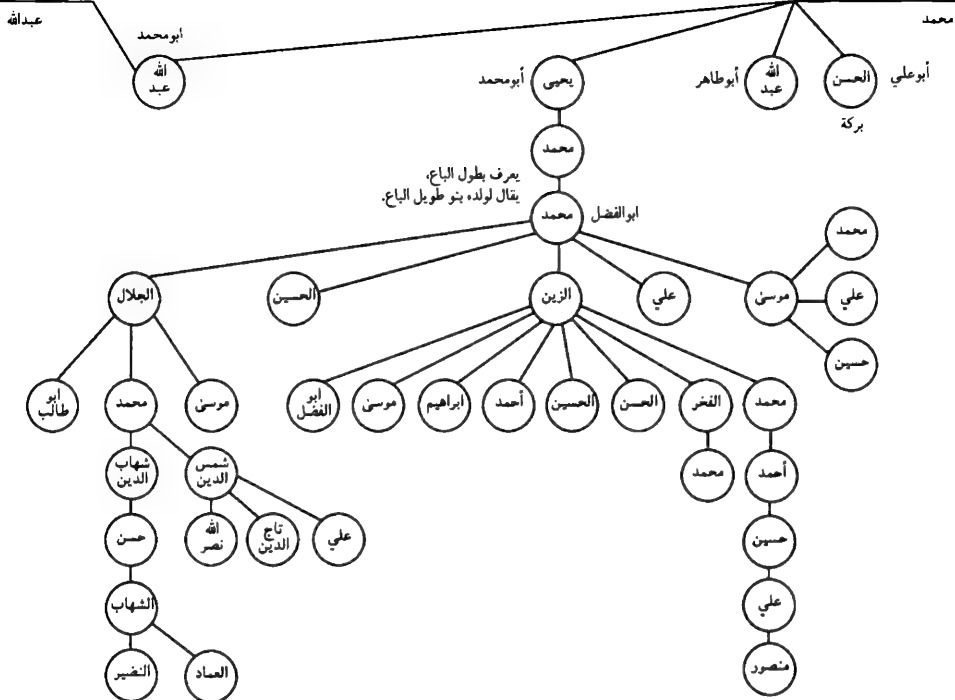 محمد
عبدالله
أبومحمد
أبوعلي
الحسن
بركة
الله
عبد
أبوطاهر
يحيى
أبومحمد
الله
عبد
محمد
يعرف بطول الباع،
يقال لولده بنو طويل الباع.
ابوالفضل
محمد
محمد
علي
حسين
موسى
علي
الزين
الحسين
الجلال
محمد
الفخر
الحسن
الحسين
أحمد
ابراهيم
موسى
ابو
الفضل
موسى
محمد
ابو
طالب
أحمد
محمد
شمس
الدين
شهاب
الدين
حسين
علي
تاج
الدين
الله
نصر
حسن
علي
الشهاب
منصور
العماد
النضير